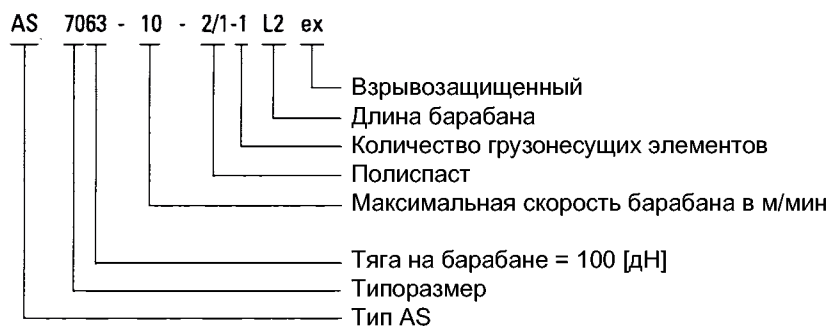 AS 7063 - 10 - 2/1-1 L2 ex
Взрывозащищенный
Длина барабана
Количество грузонесущих элементов
Полиспаст
Максимальная скорость барабана в м/мин
Тяга на барабане = 100 [дН]
Типоразмер
Тип AS